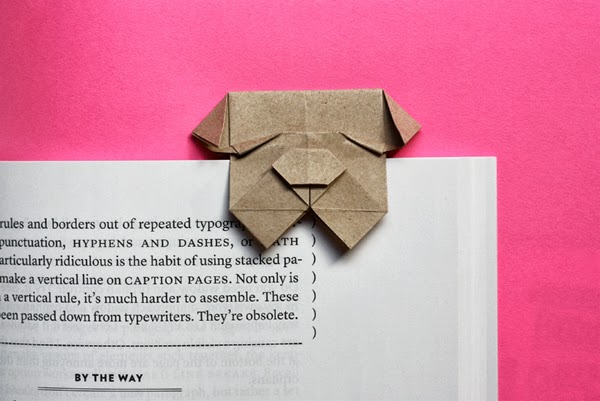 rules and borders out of repeated
punctuation, HYPHENS AND DASHES, or
articularly ridiculous is the habit of using stacked pa-
make a vertical line on CAPTION PAGES. Not only is
a vertical rule, it's much harder to assemble. These
een passed down from typewriters. They're obsolete.
)
)
)
)
)
)
BY THE WAY